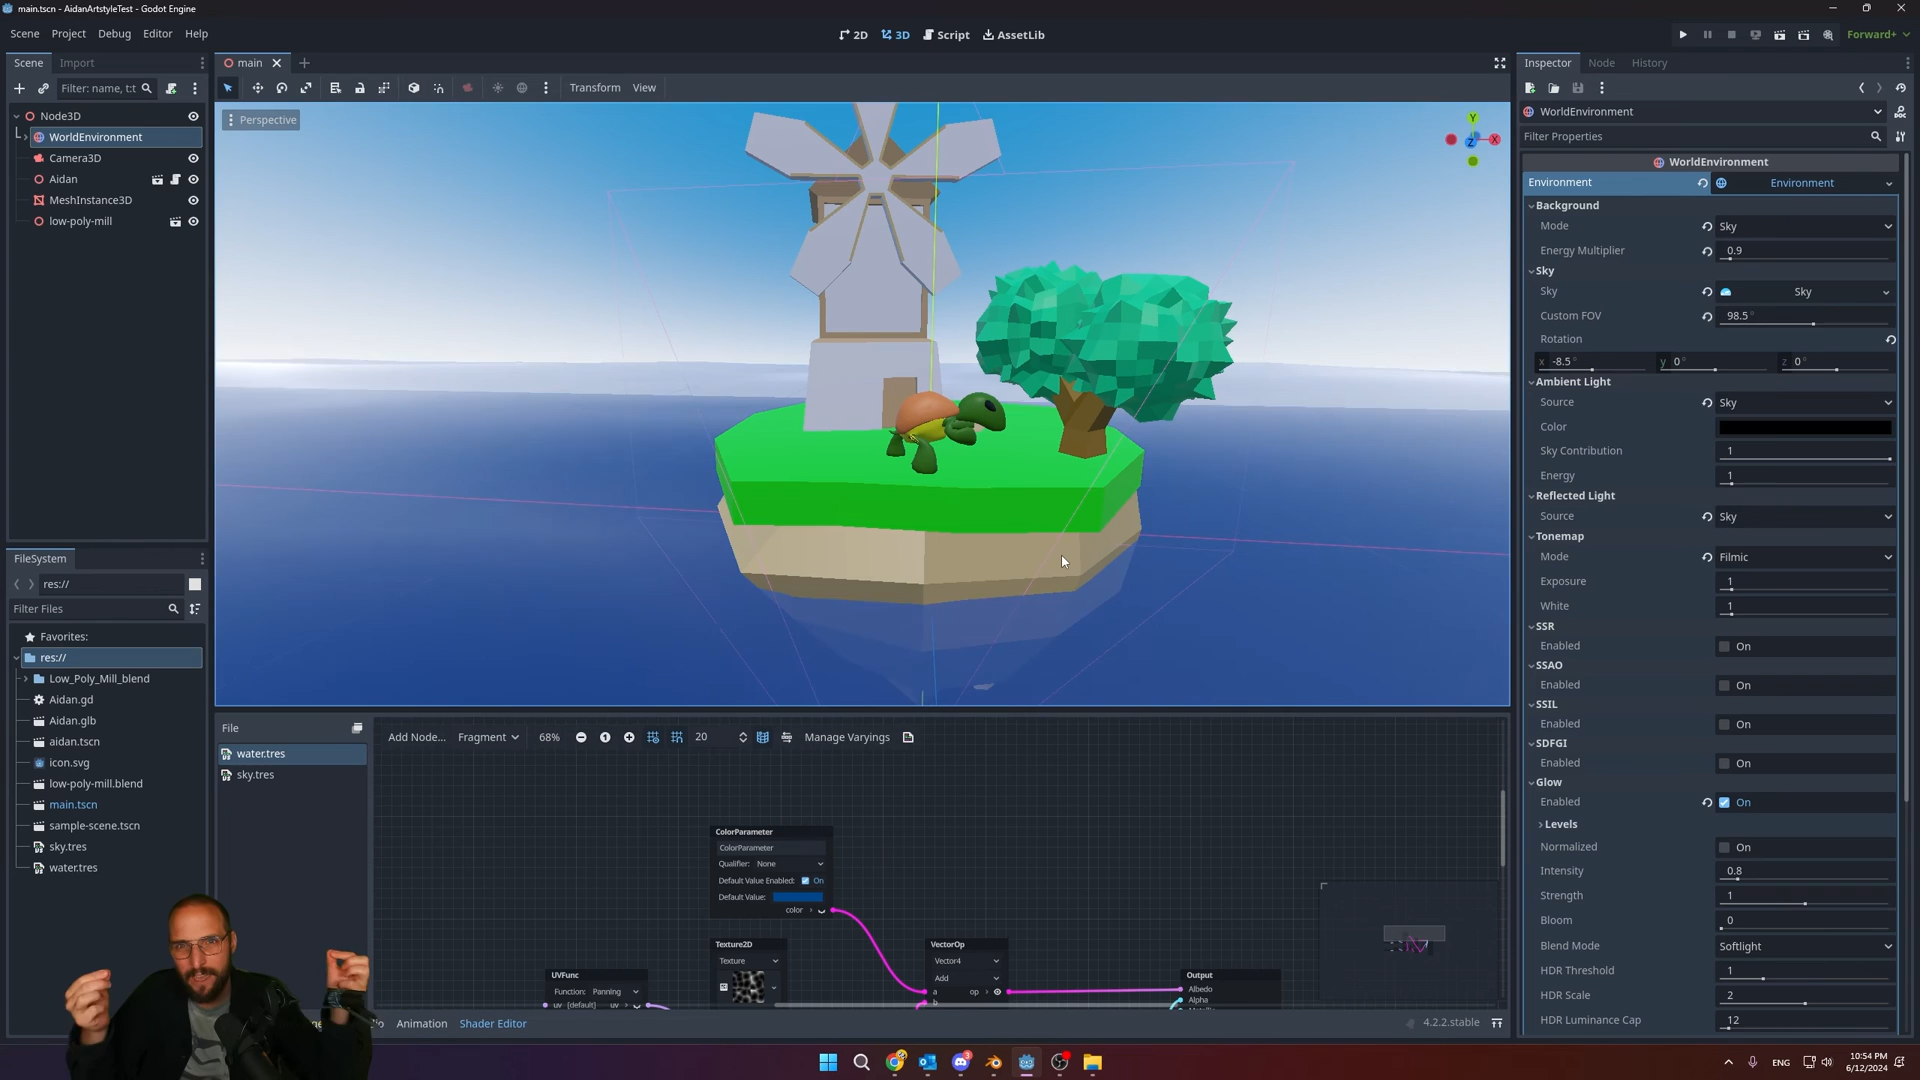 main.tscn - AidanArtstyleTest - Godot Engine
Scene Project Debug Editor Help
2D 3D Script AssetLib
Forward+
Scene Import
Filter: name, t:t
Node3D
WorldEnvironment
Camera3D
Aidan
MeshInstance3D
low-poly-mill
FileSystem
res://
Filter Files
Favorites:
res://
Low_Poly_Mill_blend
Aidan.gd
Aidan.glb
aidan.tscn
icon.svg
low-poly-mill.blend
main.tscn
sample-scene.tscn
sky.tres
water.tres
main
Transform View
Perspective
Y
X
Z
File
water.tres
sky.tres
Add Node... Fragment 68% 20 Manage Varyings
ColorParameter
ColorParameter
Qualifier: None
Default Value Enabled: On
Default Value:
color
Texture2D
Texture
UVFunc
Function: Panning
uv [default] uv
VectorOp
Vector4
Add
a op
b
Output
Albedo
Alpha
Animation Shader Editor
4.2.2.stable
Inspector Node History
WorldEnvironment
Filter Properties
WorldEnvironment
Environment Environment
Background
Mode Sky
Energy Multiplier 0.9
Sky
Sky Sky
Custom FOV 98.5 °
Rotation
x -8.5 ° y 0 ° z 0 °
Ambient Light
Source Sky
Color
Sky Contribution 1
Energy 1
Reflected Light
Source Sky
Tonemap
Mode Filmic
Exposure 1
White 1
SSR
Enabled On
SSAO
Enabled On
SSIL
Enabled On
SDFGI
Enabled On
Glow
Enabled On
Levels
Normalized On
Intensity 0.8
Strength 1
Bloom 0
Blend Mode Softlight
HDR Threshold 1
HDR Scale 2
HDR Luminance Cap 12
ENG
10:54 PM
6/12/2024